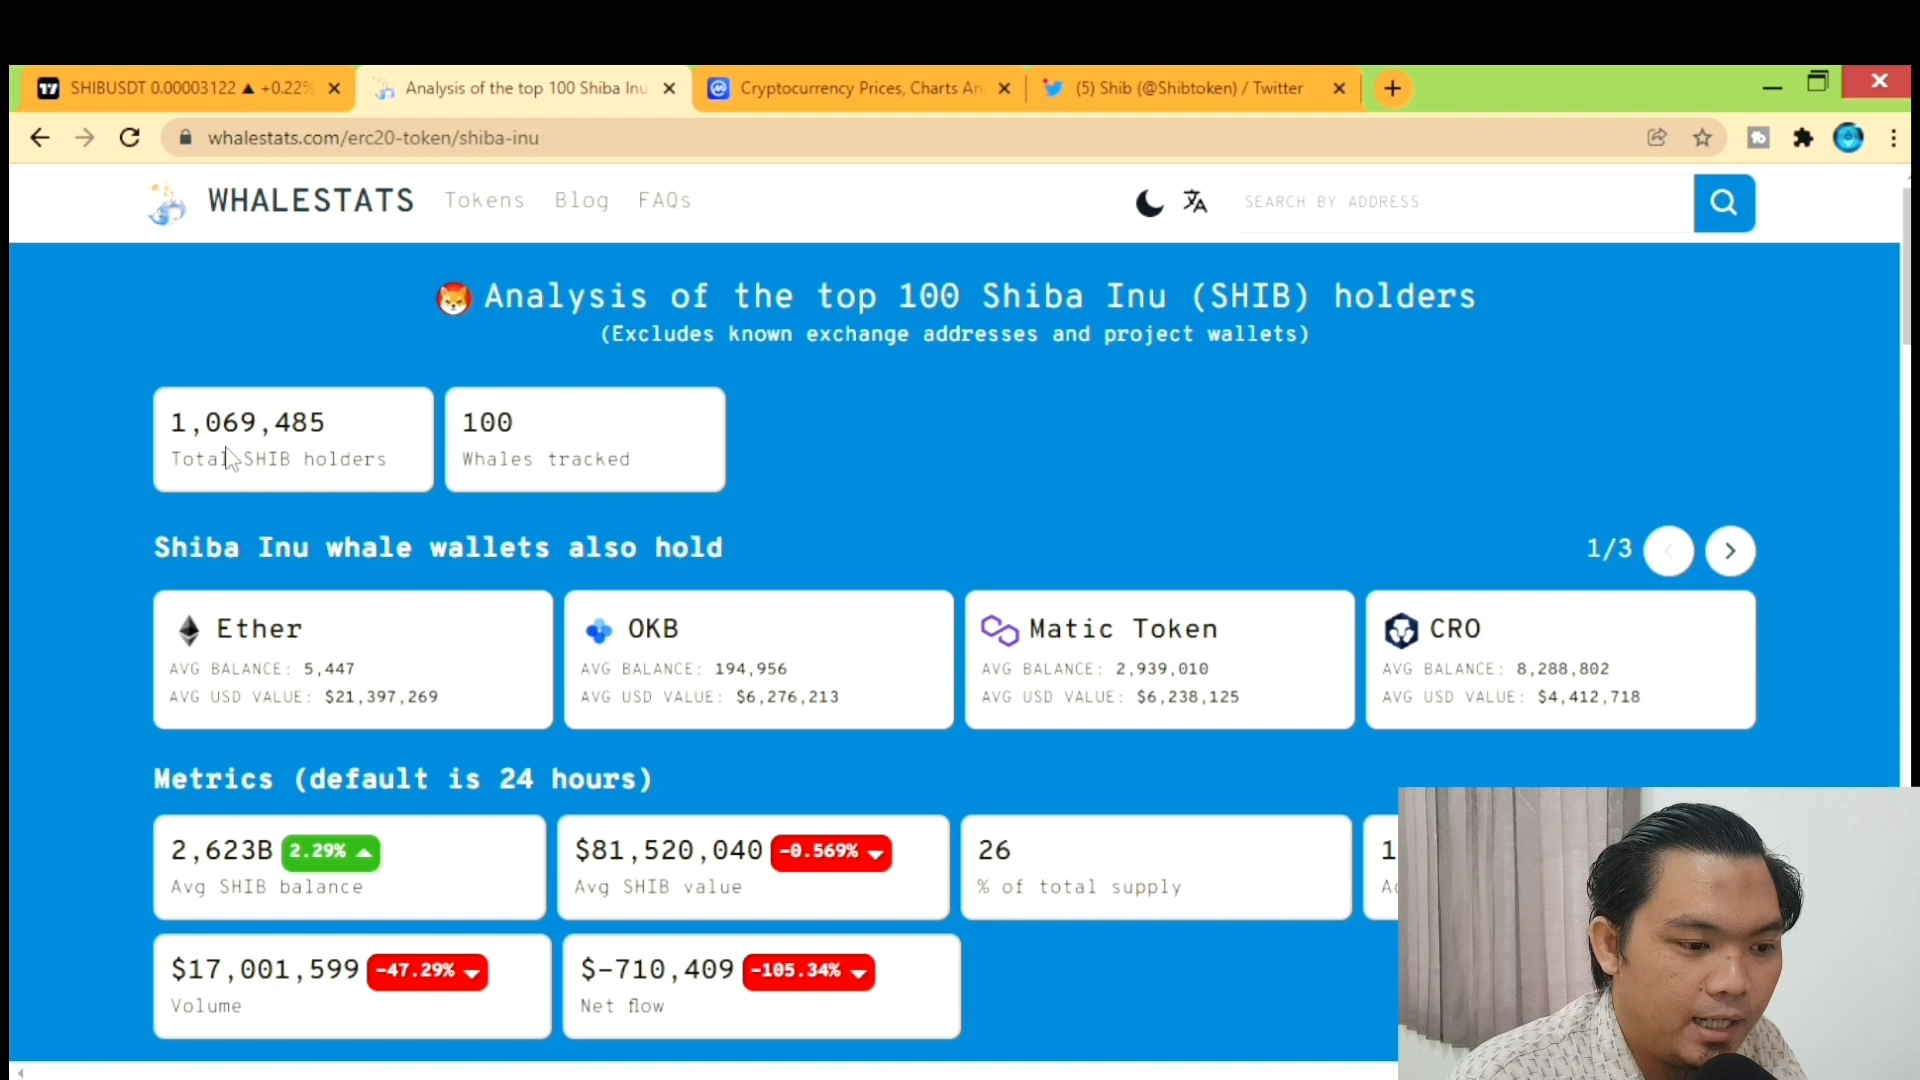 SHIBUSDT 0.00003122 ▲ +0.22%
Analysis of the top 100 Shiba Inu
Cryptocurrency Prices, Charts An
(5) Shib (@Shibtoken) / Twitter
whalestats.com/erc20-token/shiba-inu
WHALESTATS Tokens Blog FAQs SEARCH BY ADDRESS
Analysis of the top 100 Shiba Inu (SHIB) holders
(Excludes known exchange addresses and project wallets)
1,069,485
Total SHIB holders
100
Whales tracked
Shiba Inu whale wallets also hold
1/3
Ether
AVG BALANCE: 5,447
AVG USD VALUE: $21,397,269
OKB
AVG BALANCE: 194,956
AVG USD VALUE: $6,276,213
Matic Token
AVG BALANCE: 2,939,010
AVG USD VALUE: $6,238,125
CRO
AVG BALANCE: 8,288,802
AVG USD VALUE: $4,412,718
Metrics (default is 24 hours)
2,623B 2.29%
Avg SHIB balance
$81,520,040 -0.569%
Avg SHIB value
26
% of total supply
$17,001,599 -47.29%
Volume
$-710,409 -105.34%
Net flow